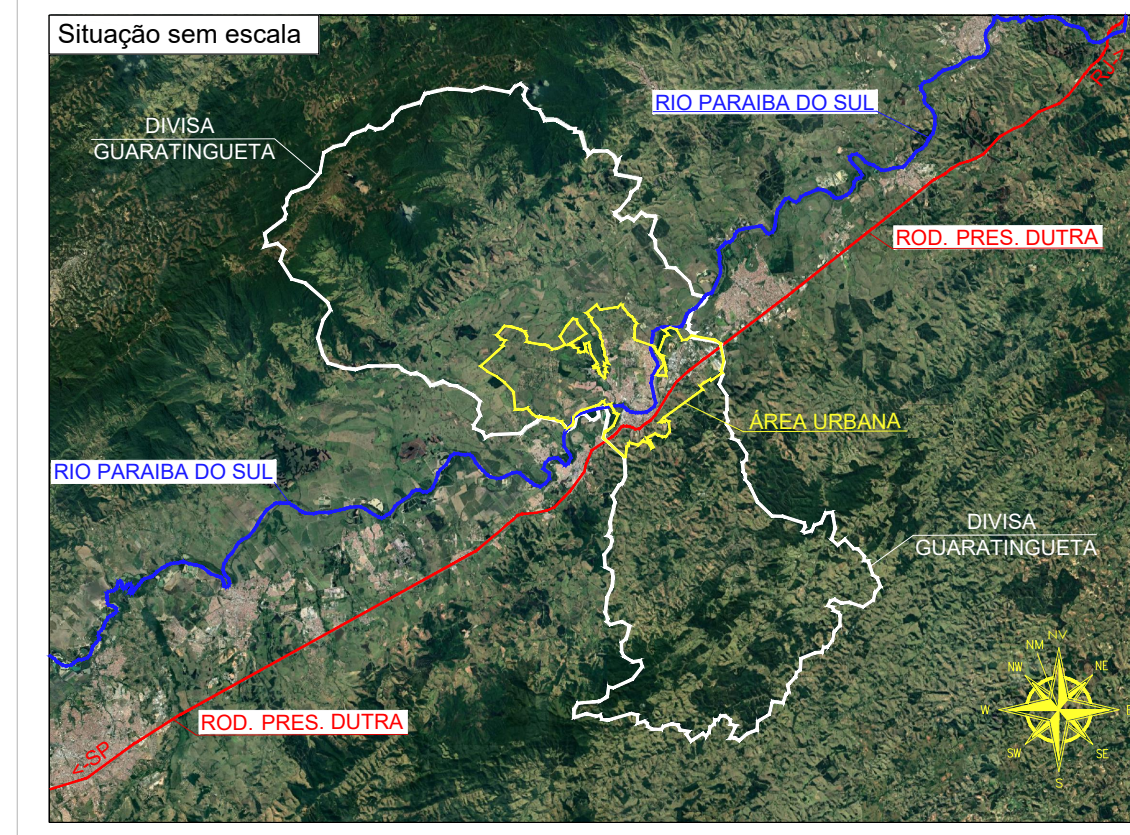 Situação sem escala
DIVISA
GUARATINGUETA
RIO PARAIBA DO SUL
RJ->
ROD. PRES. DUTRA
ÁREA URBANA
RIO PARAIBA DO SUL
DIVISA
GUARATINGUETA
ROD. PRES. DUTRA
<-SP
NV
NM
NW
NE
W
E
SW
SE
S